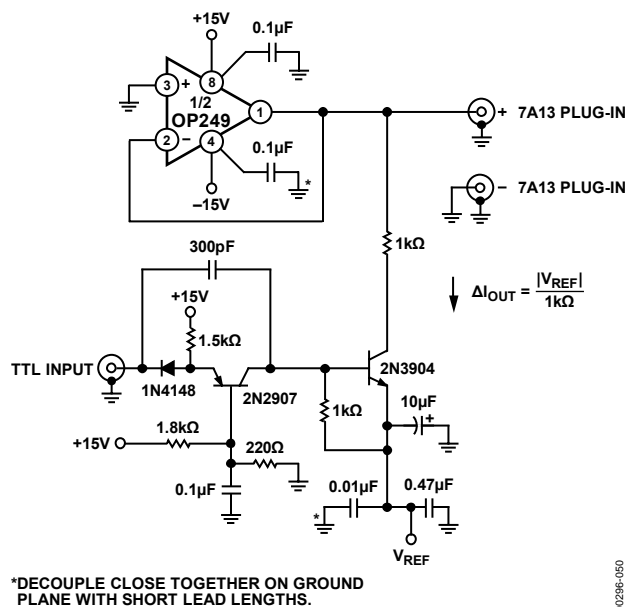 +15V
0.1µF
3
+
8
1/2
OP249
1
+ 7A13 PLUG-IN
2
−
4
0.1µF
*
−15V
− 7A13 PLUG-IN
300pF
1kΩ
+15V
ΔIOUT = |VREF| / 1kΩ
1.5kΩ
TTL INPUT
1N4148
2N2907
2N3904
1kΩ
10µF
+
1.8kΩ
+15V
220Ω
0.1µF
0.01µF
0.47µF
*
VREF
*DECOUPLE CLOSE TOGETHER ON GROUND
PLANE WITH SHORT LEAD LENGTHS.
00296-050